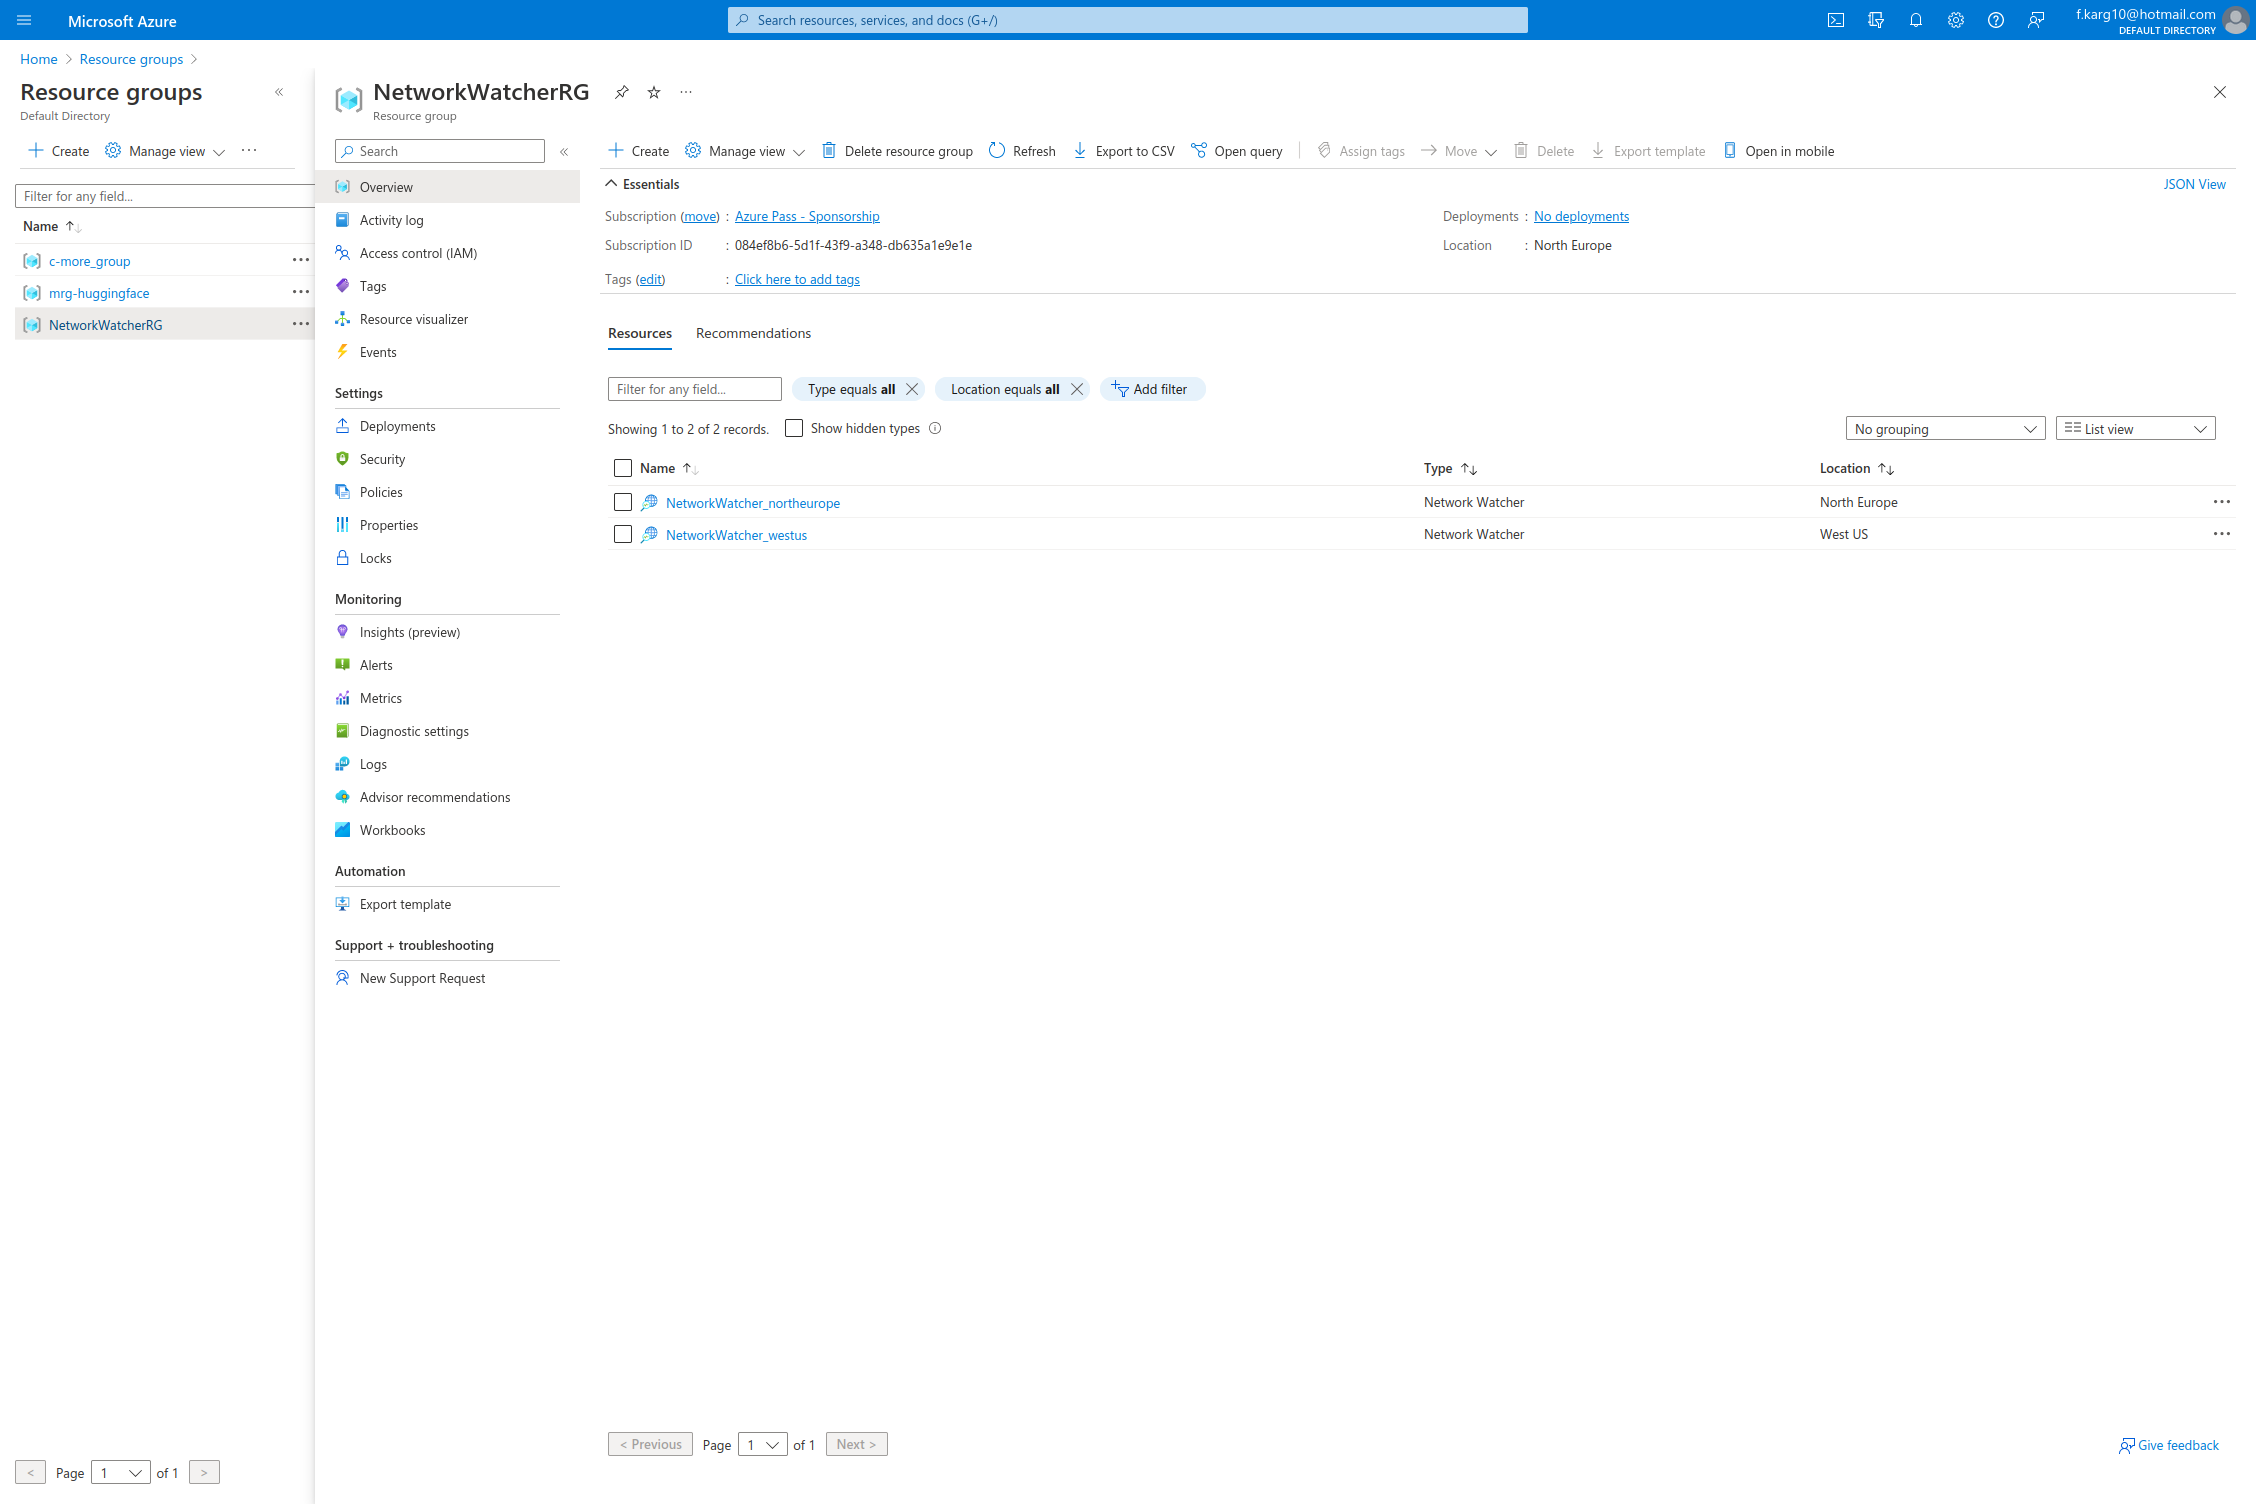 Microsoft Azure
Search resources, services, and docs (G+/)
f.karg10@hotmail.com
DEFAULT DIRECTORY
Home > Resource groups >
Resource groups
Default Directory
Create Manage view ...
Filter for any field...
Name
c-more_group
mrg-huggingface
NetworkWatcherRG
< Page 1 of 1 >
NetworkWatcherRG
Resource group
Search
Overview
Activity log
Access control (IAM)
Tags
Resource visualizer
Events
Settings
Deployments
Security
Policies
Properties
Locks
Monitoring
Insights (preview)
Alerts
Metrics
Diagnostic settings
Logs
Advisor recommendations
Workbooks
Automation
Export template
Support + troubleshooting
New Support Request
Create Manage view Delete resource group Refresh Export to CSV Open query Assign tags Move Delete Export template Open in mobile
Essentials JSON View
Subscription (move) : Azure Pass - Sponsorship Deployments : No deployments
Subscription ID : 084ef8b6-5d1f-43f9-a348-db635a1e9e1e Location : North Europe
Tags (edit) : Click here to add tags
Resources Recommendations
Filter for any field... Type equals all Location equals all Add filter
Showing 1 to 2 of 2 records. Show hidden types No grouping List view
Name Type Location
NetworkWatcher_northeurope Network Watcher North Europe
NetworkWatcher_westus Network Watcher West US
< Previous Page 1 of 1 Next > Give feedback